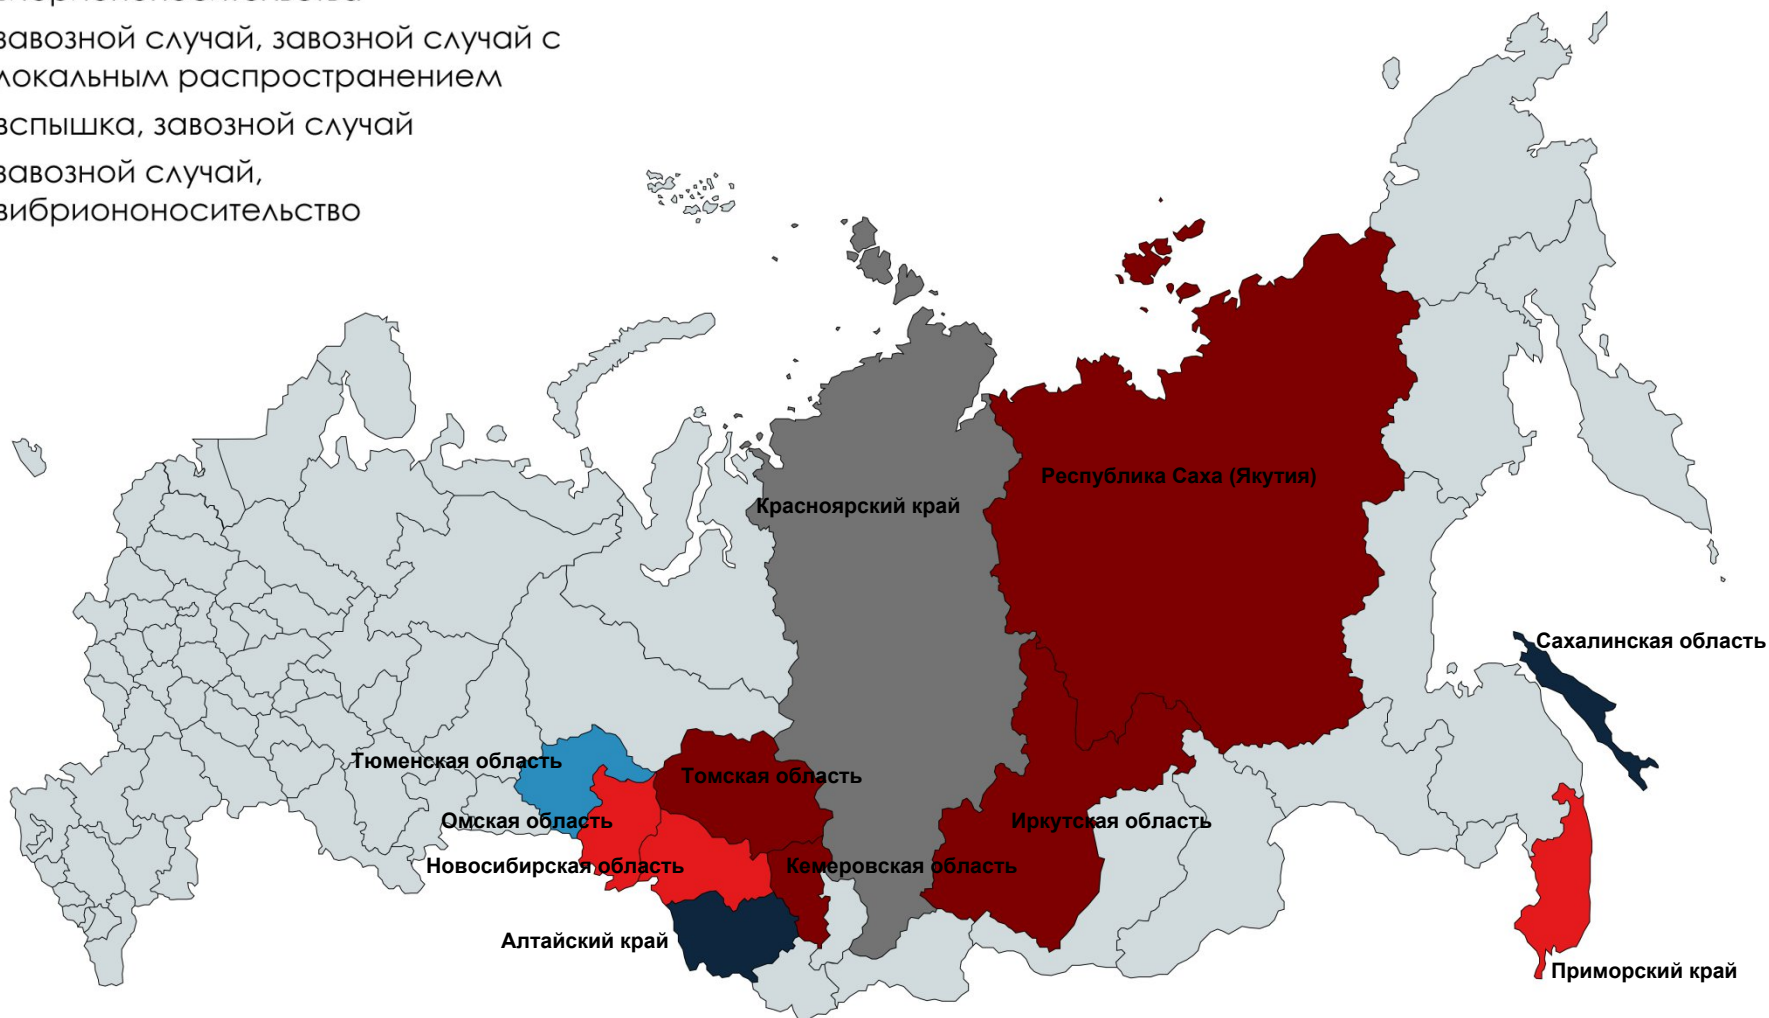 завозной случай, завозной случай с
локальным распространением
вспышка, завозной случай
завозной случай,
вибриононосительство
Красноярский край
Республика Саха (Якутия)
Сахалинская область
Тюменская область
Томская область
Омская область
Иркутская область
Новосибирская область
Кемеровская область
Алтайский край
Приморский край